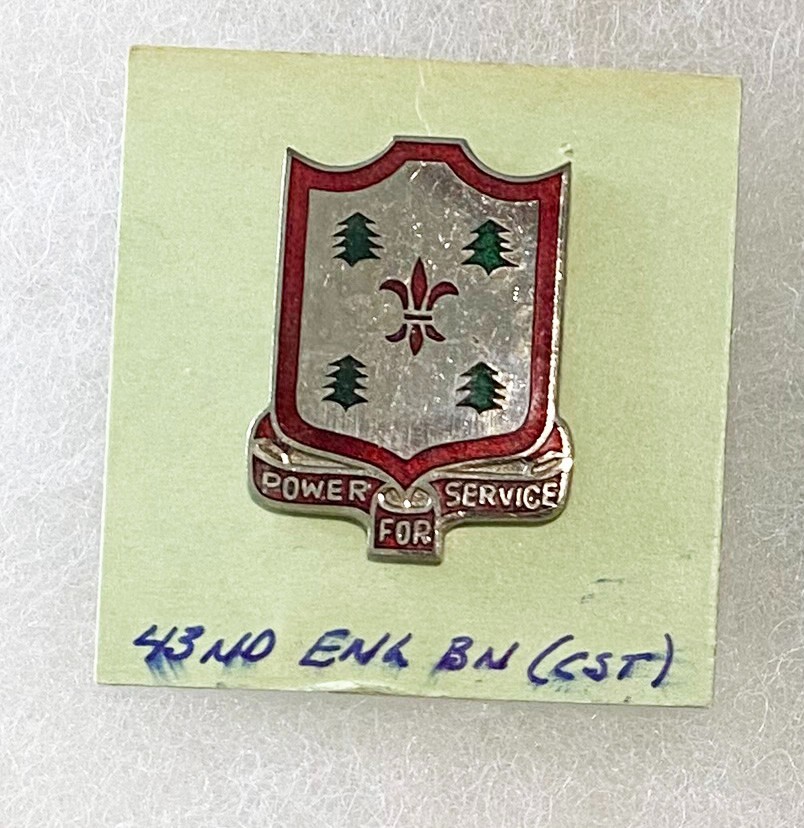 POWER FOR SERVICE
43ND ENG BN (CST)